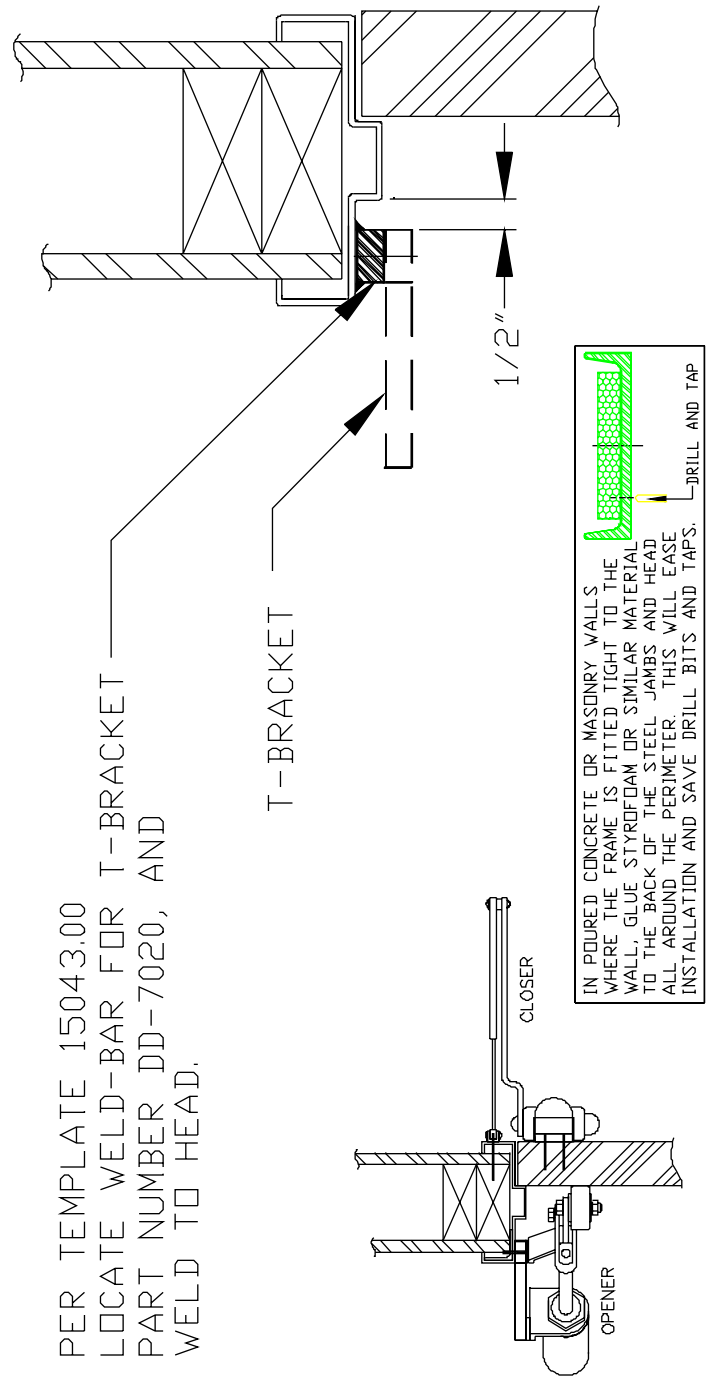 PER TEMPLATE 15043.00
LOCATE WELD-BAR FOR T-BRACKET
PART NUMBER DD-7020, AND
WELD TO HEAD.
T-BRACKET
1/2"
IN POURED CONCRETE OR MASONRY WALLS
WHERE THE FRAME IS FITTED TIGHT TO THE
WALL, GLUE STYROFOAM OR SIMILAR MATERIAL
TO THE BACK OF THE STEEL JAMBS AND HEAD
ALL AROUND THE PERIMETER. THIS WILL EASE
INSTALLATION AND SAVE DRILL BITS AND TAPS.
DRILL AND TAP
CLOSER
OPENER